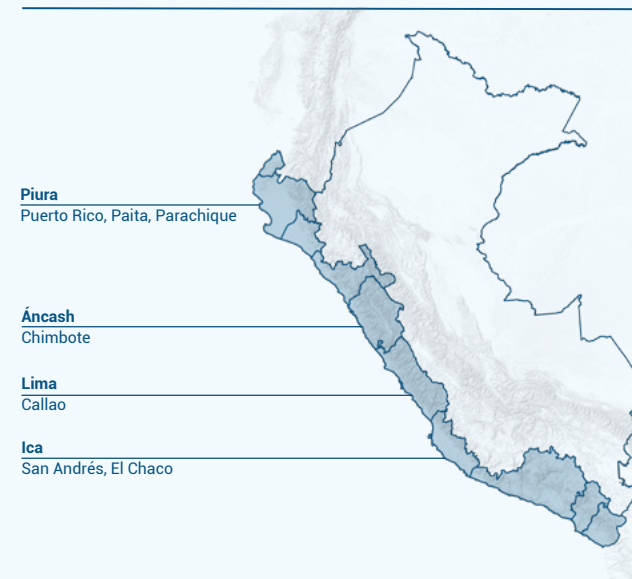 Piura
Puerto Rico, Paita, Parachique
Áncash
Chimbote
Lima
Callao
Ica
San Andrés, El Chaco